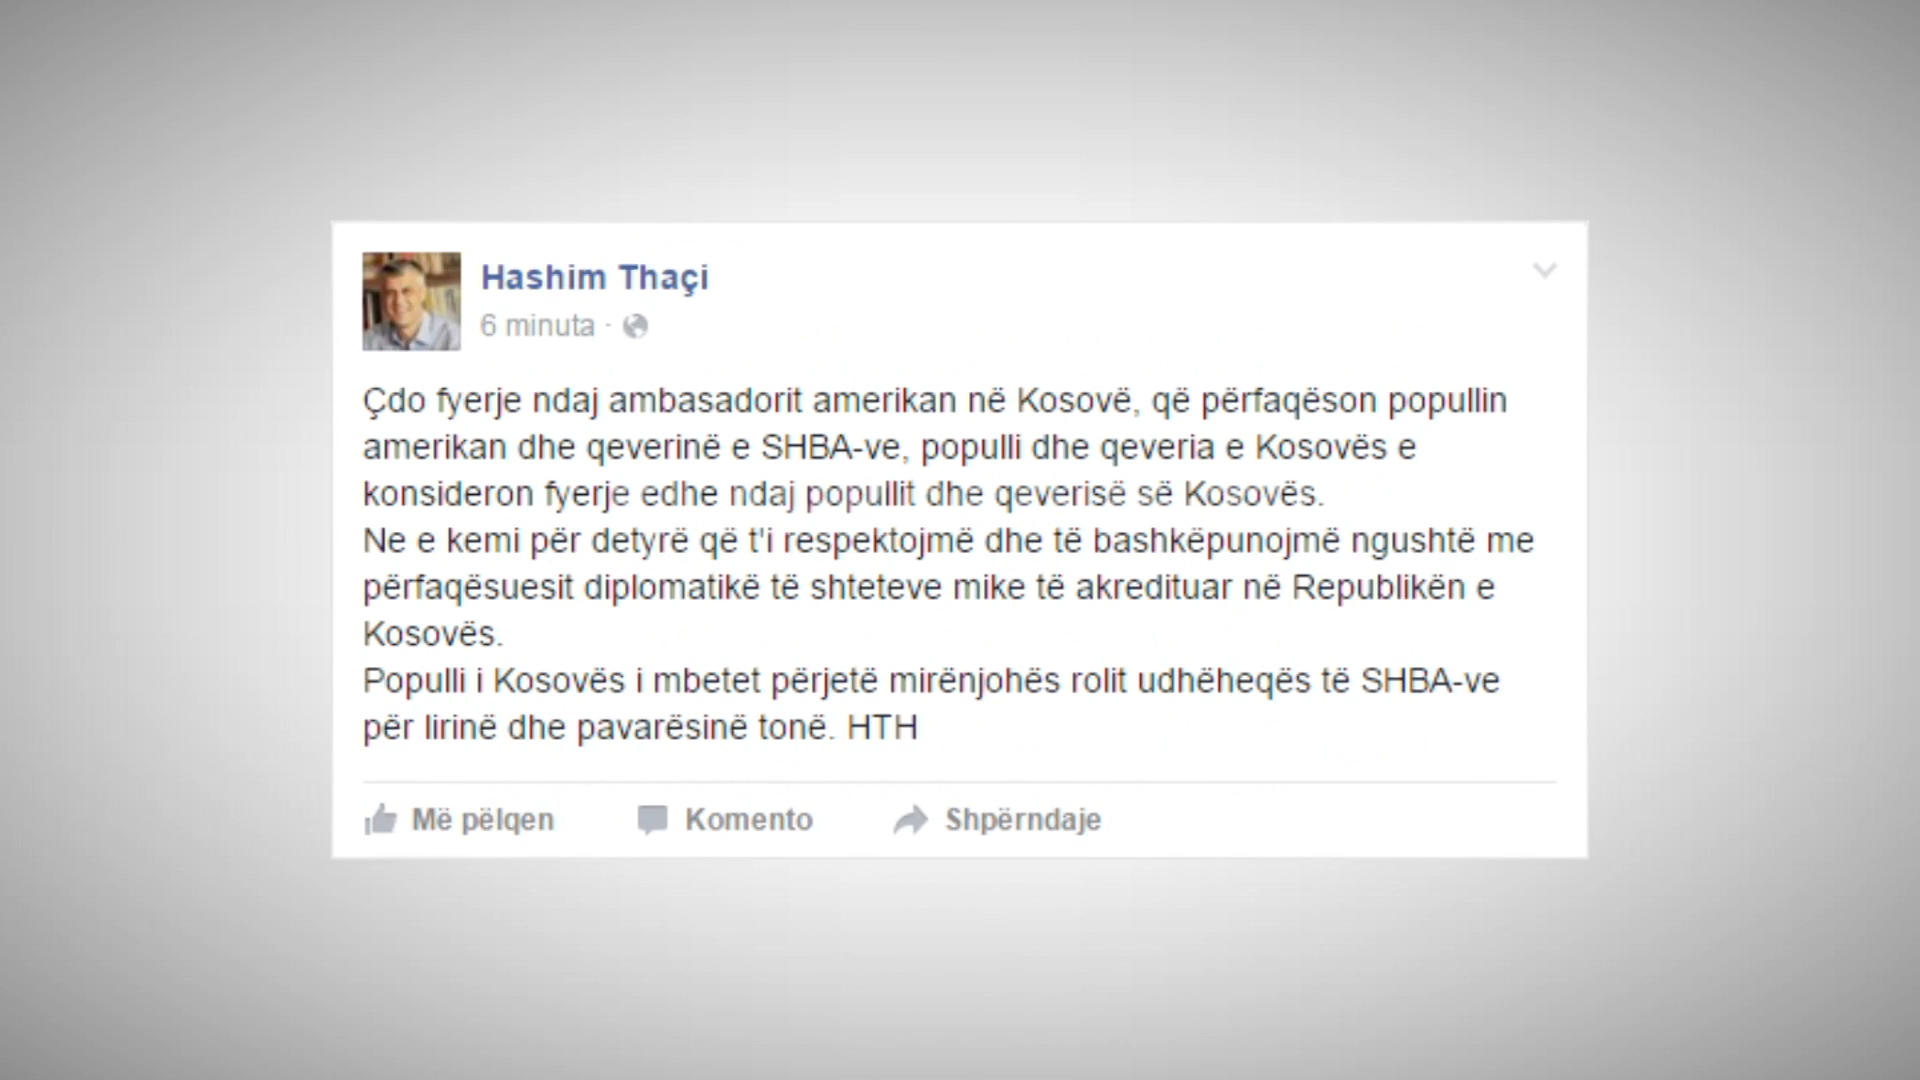 Hashim Thaçi
6 minuta ·
Çdo fyerje ndaj ambasadorit amerikan në Kosovë, që përfaqëson popullin
amerikan dhe qeverinë e SHBA-ve, populli dhe qeveria e Kosovës e
konsideron fyerje edhe ndaj popullit dhe qeverisë së Kosovës.
Ne e kemi për detyrë që t'i respektojmë dhe të bashkëpunojmë ngushtë me
përfaqësuesit diplomatikë të shteteve mike të akredituar në Republikën e
Kosovës.
Populli i Kosovës i mbetet përjetë mirënjohës rolit udhëheqës të SHBA-ve
për lirinë dhe pavarësinë tonë. HTH
Më pëlqen Komento Shpërndaje